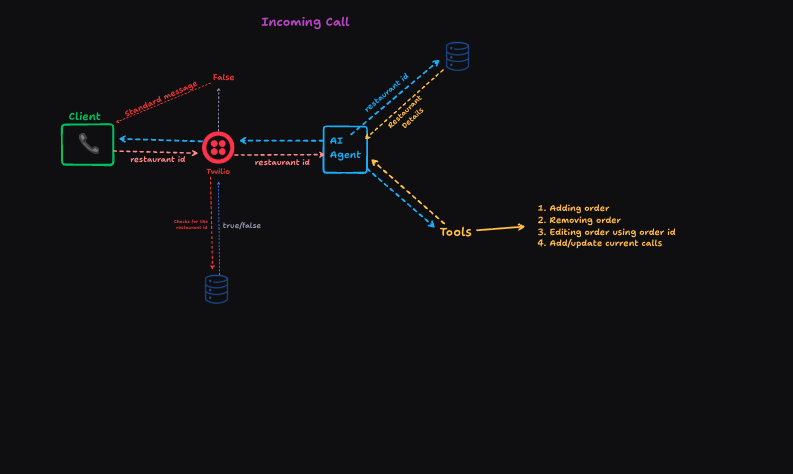 Incoming Call
False
Standard message
Client
restaurant id
Twilio
restaurant id
AI
Agent
restaurant id
Restaurant
Details
checks for the
restaurant id
true/false
Tools
1. Adding order
2. Removing order
3. Editing order using order id
4. Add/update current calls